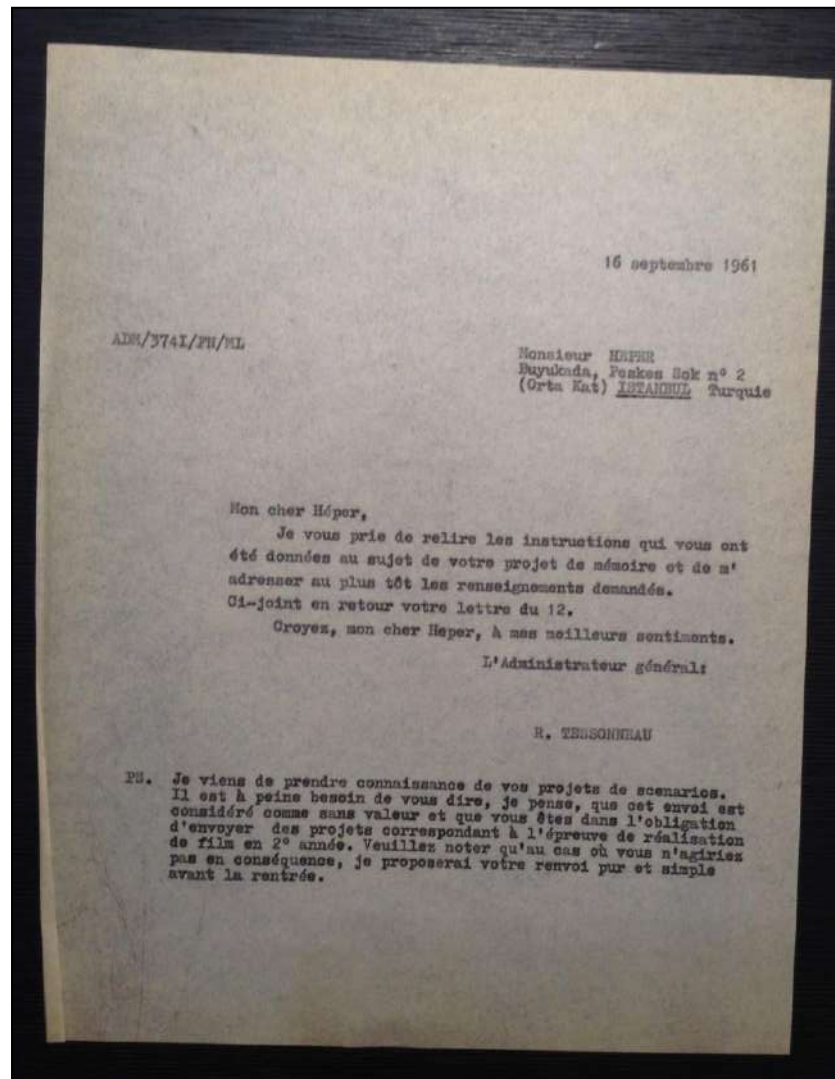 16 septembre 1961
ADM/374I/FN/ML
Monsieur HEPER
Buyukada, Peskes Sok nº 2
(Orta Kat) ISTANBUL Turquie
Mon cher Héper,
Je vous prie de relire les instructions qui vous ont
été données au sujet de votre projet de mémoire et de m'
adresser au plus tôt les renseignements demandés.
Ci-joint en retour votre lettre du 12.
Croyez, mon cher Heper, à mes meilleurs sentiments.
L'Administrateur général:
R. TESSONNEAU
PS. Je viens de prendre connaissance de vos projets de scenarios.
Il est à peine besoin de vous dire, je pense, que cet envoi est
considéré comme sans valeur et que vous êtes dans l'obligation
d'envoyer des projets correspondant à l'épreuve de réalisation
de film en 2º année. Veuillez noter qu'au cas où vous n'agiriez
pas en conséquence, je proposerai votre renvoi pur et simple
avant la rentrée.